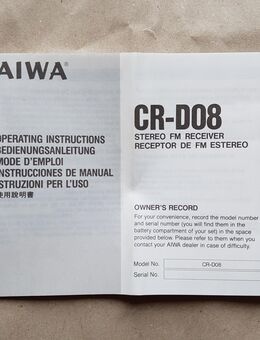 AIWA®
OPERATING INSTRUCTIONS
BEDIENUNGSANLEITUNG
MODE D'EMPLOI
INSTRUCCIONES DE MANUAL
ISTRUZIONI PER L'USO
使用說明書
CR-D08
STEREO FM RECEIVER
RECEPTOR DE FM ESTEREO
OWNER'S RECORD
For your convenience, record the model number
and serial number (you will find them in the
battery compartment of your set) in the space
provided below. Please refer to them when you
contact your AIWA dealer in case of difficulty.
Model No. CR-D08
Serial No.